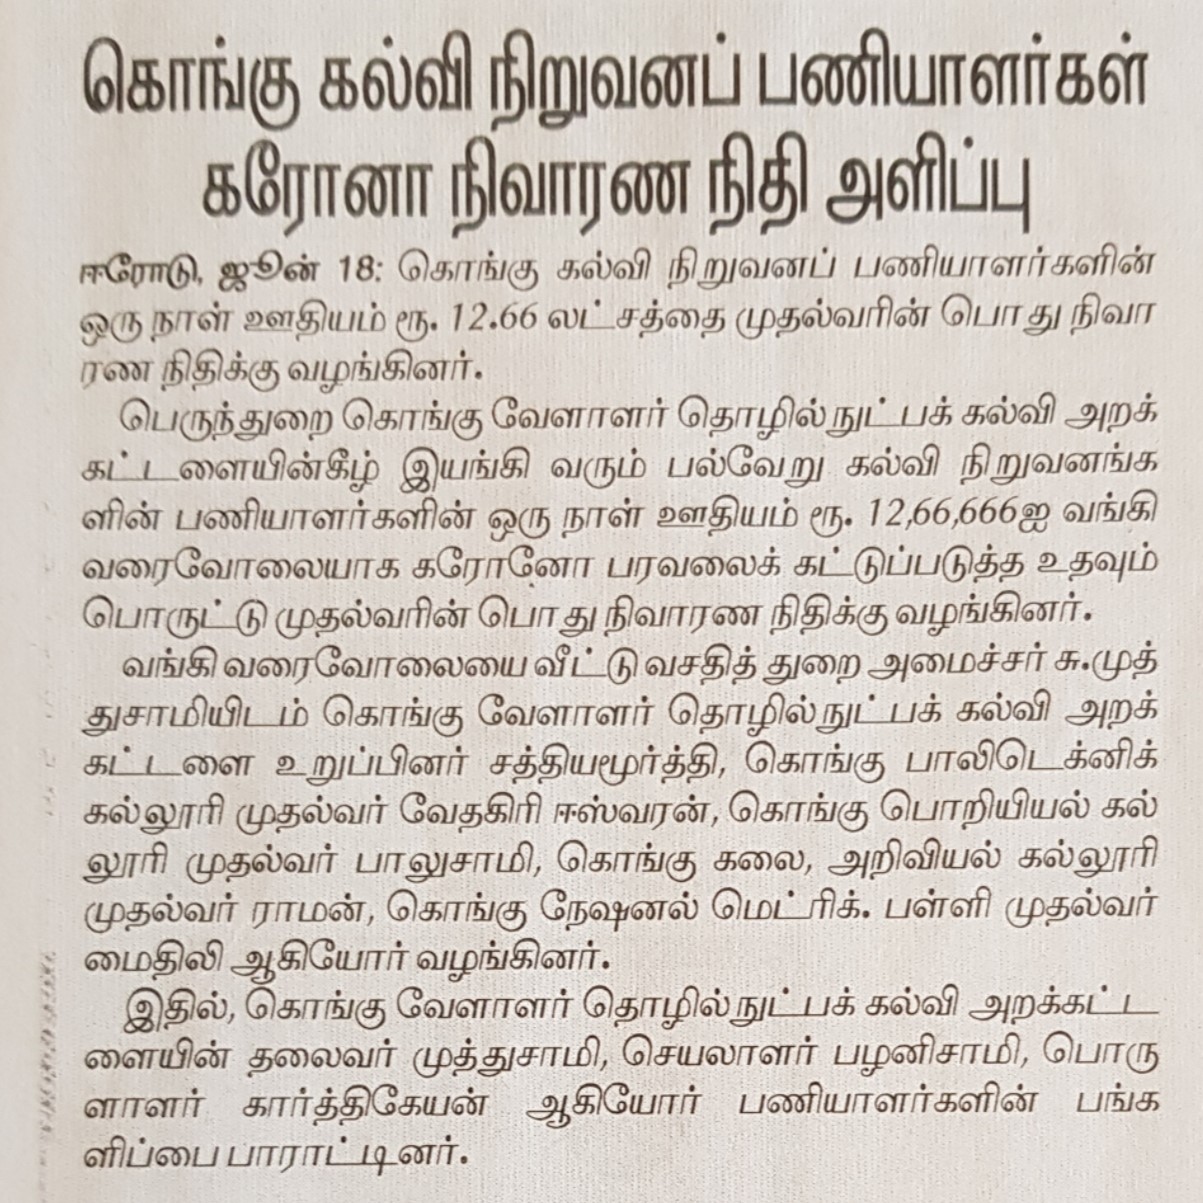 கொங்கு கல்வி நிறுவனப் பணியாளர்கள்
கரோனா நிவாரண நிதி அளிப்பு
ஈரோடு, ஜூன் 18: கொங்கு கல்வி நிறுவனப் பணியாளர்களின்
ஒரு நாள் ஊதியம் ரூ. 12.66 லட்சத்தை முதல்வரின் பொது நிவா
ரண நிதிக்கு வழங்கினர்.
பெருந்துறை கொங்கு வேளாளர் தொழில்நுட்பக் கல்வி அறக்
கட்டளையின்கீழ் இயங்கி வரும் பல்வேறு கல்வி நிறுவனங்க
ளின் பணியாளர்களின் ஒரு நாள் ஊதியம் ரூ. 12,66,666ஐ வங்கி
வரைவோலையாக கரோனோ பரவலைக் கட்டுப்படுத்த உதவும்
பொருட்டு முதல்வரின் பொது நிவாரண நிதிக்கு வழங்கினர்.
வங்கி வரைவோலையை வீட்டு வசதித் துறை அமைச்சர் சு.முத்
துசாமியிடம் கொங்கு வேளாளர் தொழில்நுட்பக் கல்வி அறக்
கட்டளை உறுப்பினர் சத்தியமூர்த்தி, கொங்கு பாலிடெக்னிக்
கல்லூரி முதல்வர் வேதகிரி ஈஸ்வரன், கொங்கு பொறியியல் கல்
லூரி முதல்வர் பாலுசாமி, கொங்கு கலை, அறிவியல் கல்லூரி
முதல்வர் ராமன், கொங்கு நேஷனல் மெட்ரிக். பள்ளி முதல்வர்
மைதிலி ஆகியோர் வழங்கினர்.
இதில், கொங்கு வேளாளர் தொழில்நுட்பக் கல்வி அறக்கட்ட
ளையின் தலைவர் முத்துசாமி, செயலாளர் பழனிசாமி, பொரு
ளாளர் கார்த்திகேயன் ஆகியோர் பணியாளர்களின் பங்க
ளிப்பை பாராட்டினர்.